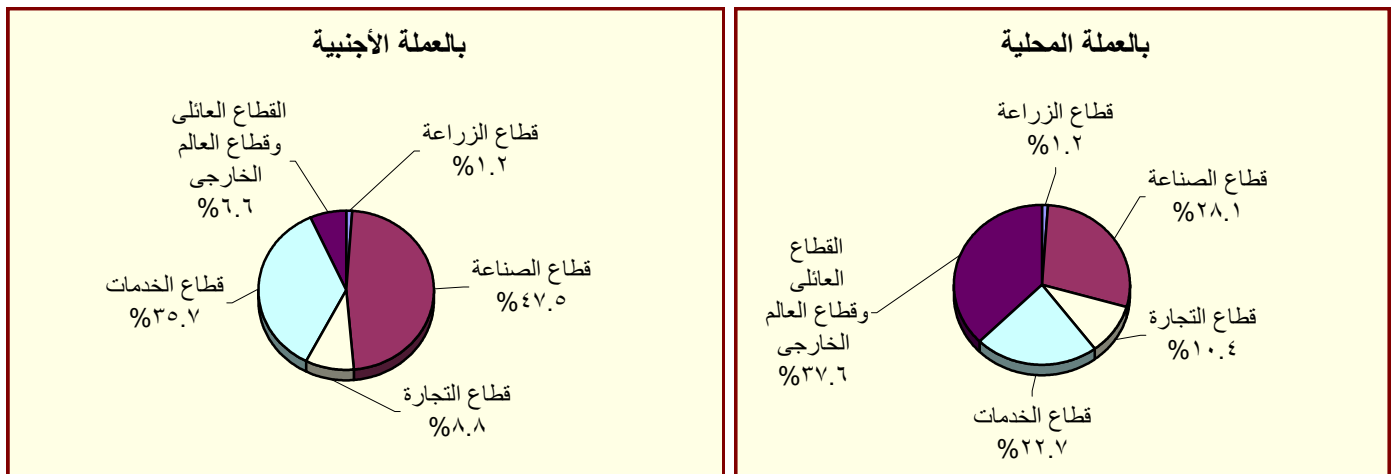 بالعملة المحلية
قطاع الزراعة
%١.٢
قطاع الصناعة
%٢٨.١
قطاع التجارة
%١٠.٤
قطاع الخدمات
%٢٢.٧
القطاع
العائلى
وقطاع العالم
الخارجى
%٣٧.٦
بالعملة الأجنبية
قطاع الزراعة
%١.٢
قطاع الصناعة
%٤٧.٥
قطاع التجارة
%٨.٨
قطاع الخدمات
%٣٥.٧
القطاع العائلى
وقطاع العالم
الخارجى
%٦.٦